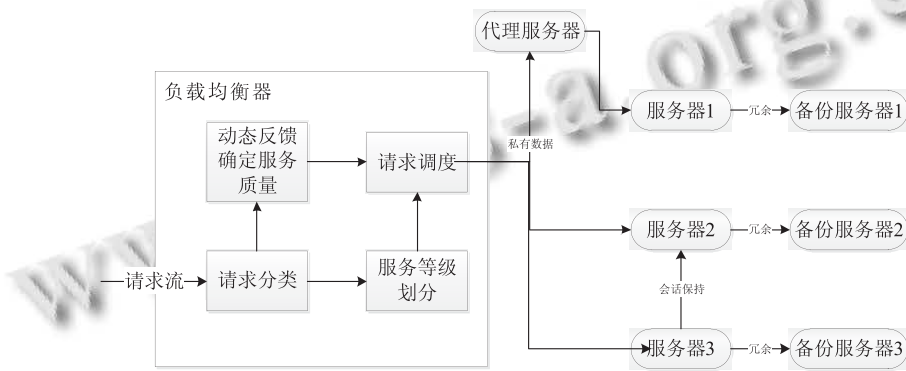 代理服务器
负载均衡器
服务器1
冗余
备份服务器1
动态反馈
确定服务
质量
请求调度
私有数据
服务器2
冗余
备份服务器2
请求流
请求分类
服务等级
划分
会话保持
服务器3
冗余
备份服务器3